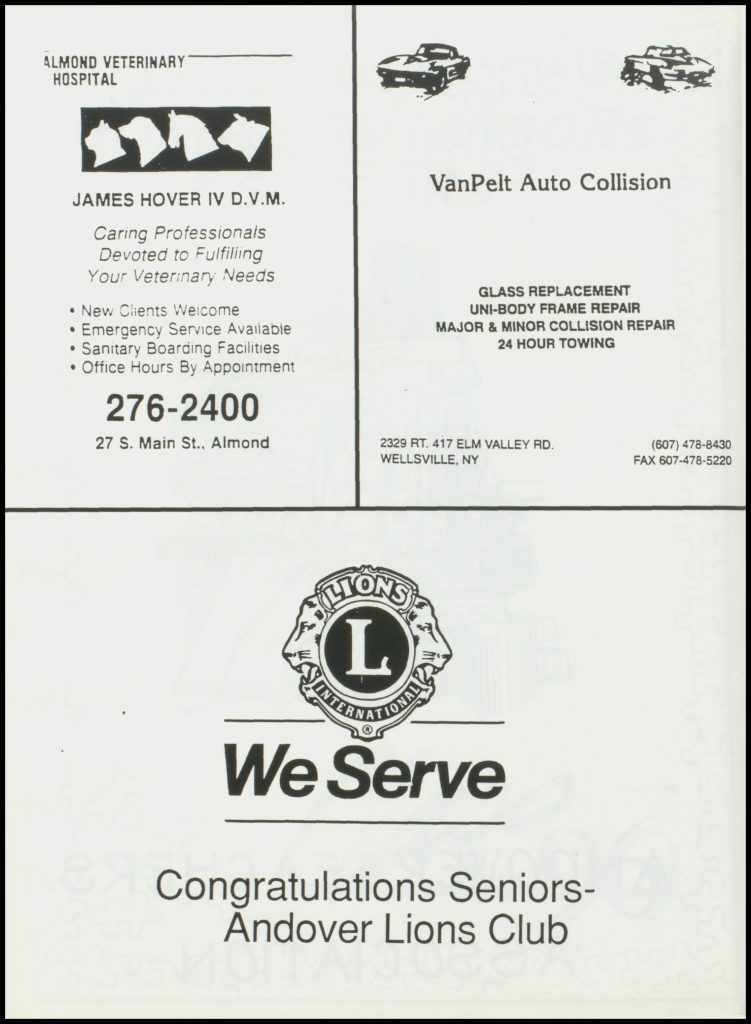 ALMOND VETERINARY
HOSPITAL
JAMES HOVER IV D.V.M.
Caring Professionals
Devoted to Fulfilling
Your Veterinary Needs
• New Clients Welcome
• Emergency Service Available
• Sanitary Boarding Facilities
• Office Hours By Appointment
276-2400
27 S. Main St., Almond
VanPelt Auto Collision
GLASS REPLACEMENT
UNI-BODY FRAME REPAIR
MAJOR & MINOR COLLISION REPAIR
24 HOUR TOWING
2329 RT. 417 ELM VALLEY RD.
WELLSVILLE, NY
(607) 478-8430
FAX 607-478-5220
LIONS
L
INTERNATIONAL
®
We Serve
Congratulations Seniors-
Andover Lions Club